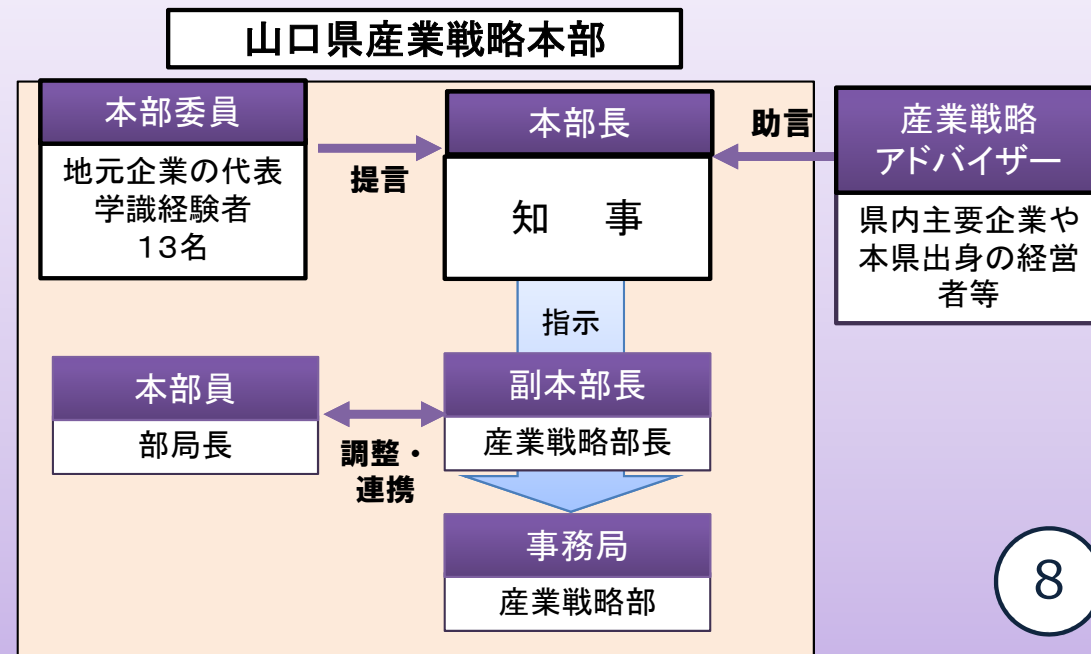 山口県産業戦略本部
本部委員
地元企業の代表
学識経験者
13名
提言
本部長
知　事
助言
産業戦略
アドバイザー
県内主要企業や
本県出身の経営
者等
指示
本部員
部局長
調整・
連携
副本部長
産業戦略部長
事務局
産業戦略部
8